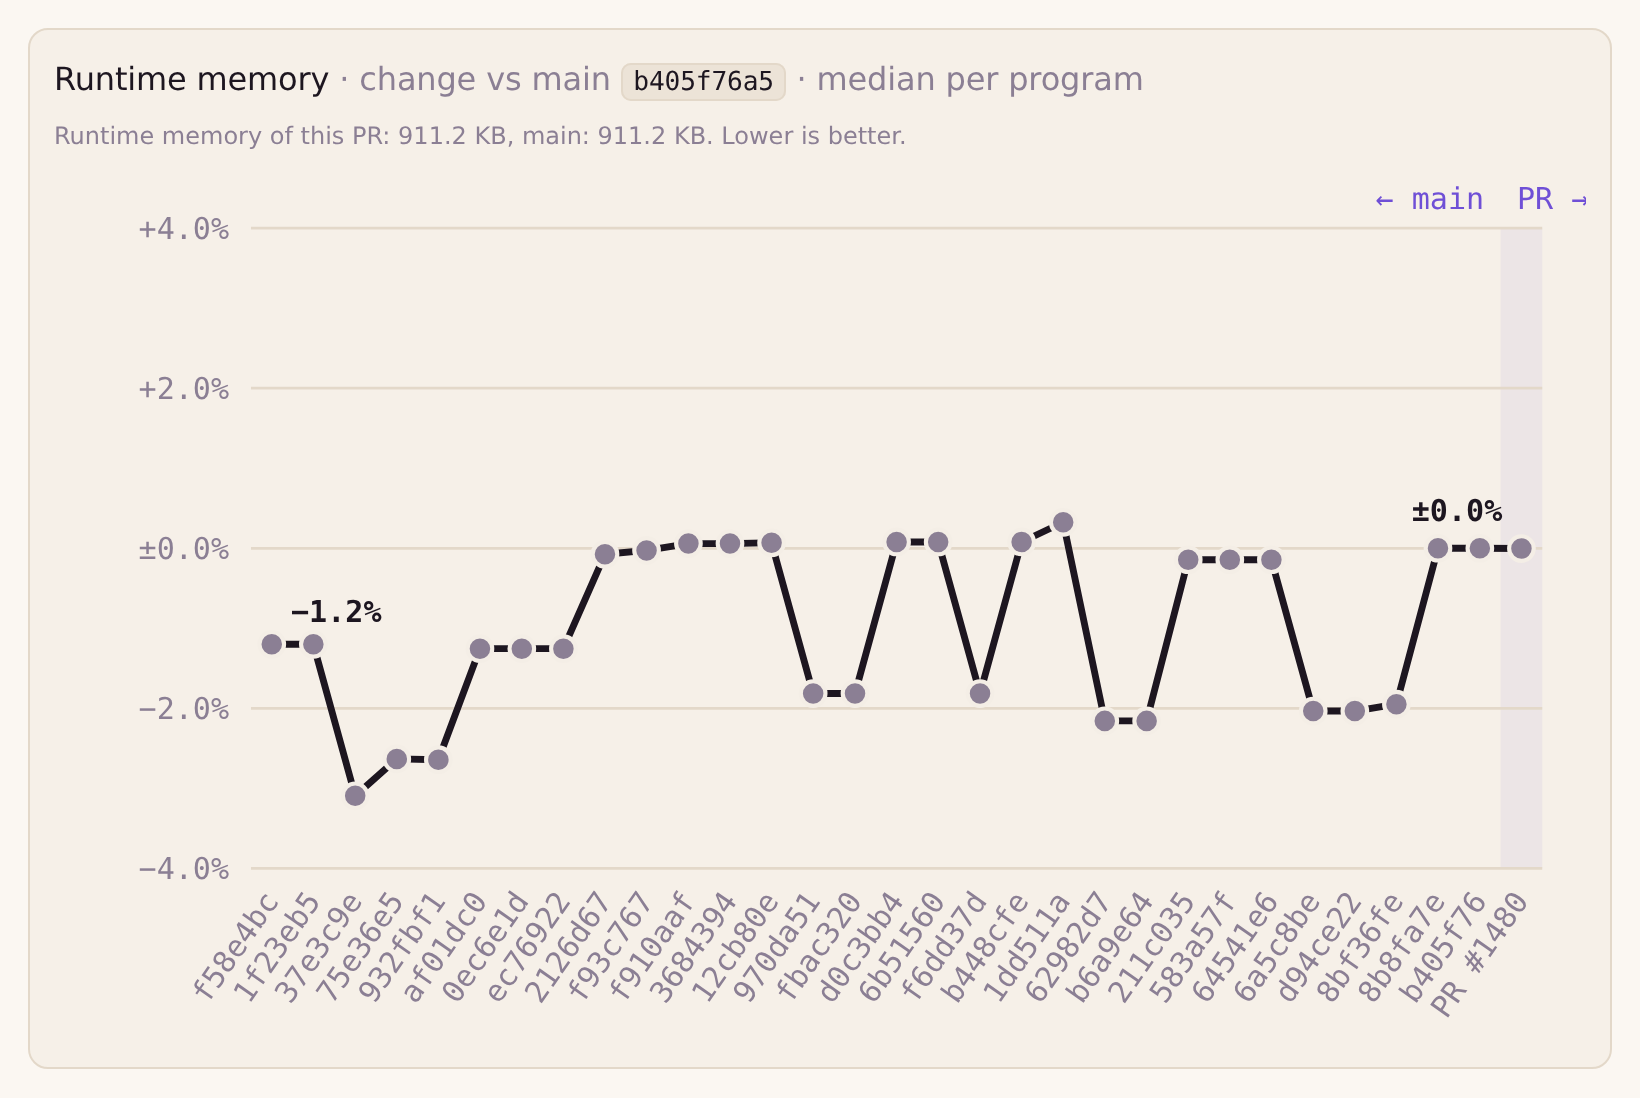 Runtime memory · change vs main b405f76a5 · median per program
Runtime memory of this PR: 911.2 KB, main: 911.2 KB. Lower is better.
← main PR →
+4.0%
+2.0%
±0.0%
−2.0%
−4.0%
−1.2%
±0.0%
f58e4bc
1f23eb5
37e3c9e
75e36e5
932fbf1
af01dc0
0ec6e1d
ec76922
2126d67
f93c767
f910aaf
3684394
12cb80e
970da51
fbac320
d0c3bb4
6b51560
f6dd37d
b448cfe
1dd511a
62982d7
b6a9e64
211c035
583a57f
64541e6
6a5c8be
d94ce22
8bf36fe
8b8fa7e
b405f76
PR #1480